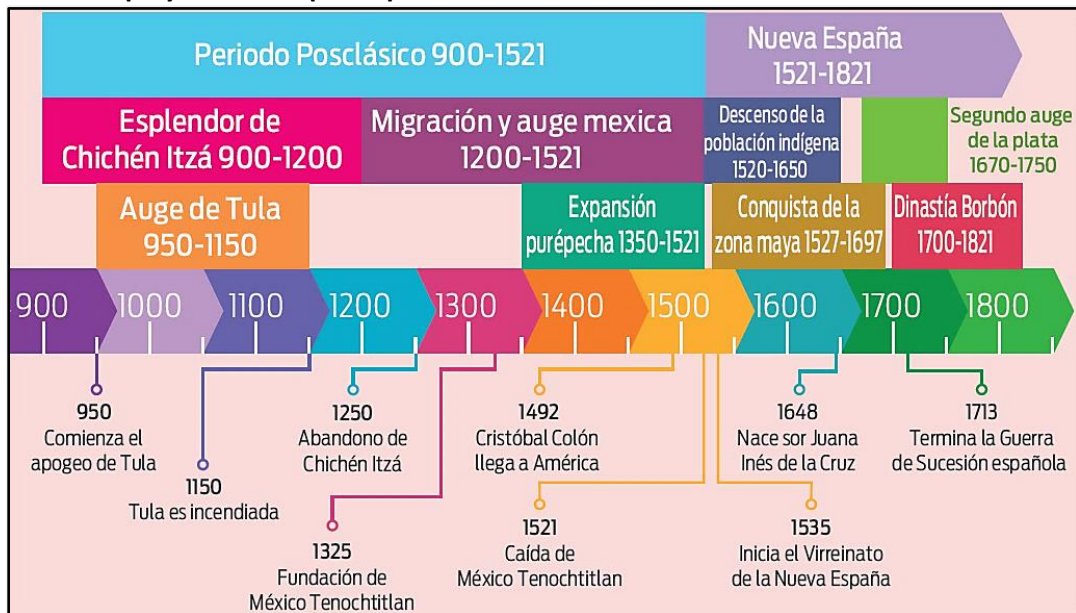 Periodo Posclásico 900-1521
Nueva España
1521-1821
Esplendor de
Chichén Itzá 900-1200
Migración y auge mexica
1200-1521
Descenso de la
población indígena
1520-1650
Segundo auge
de la plata
1670-1750
Auge de Tula
950-1150
Expansión
purépecha 1350-1521
Conquista de la
zona maya 1527-1697
Dinastía Borbón
1700-1821
900
1000
1100
1200
1300
1400
1500
1600
1700
1800
950
Comienza el
apogeo de Tula
1150
Tula es incendiada
1250
Abandono de
Chichén Itzá
1325
Fundación de
México Tenochtitlan
1492
Cristóbal Colón
llega a América
1521
Caída de
México Tenochtitlan
1535
Inicia el Virreinato
de la Nueva España
1648
Nace sor Juana
Inés de la Cruz
1713
Termina la Guerra
de Sucesión española